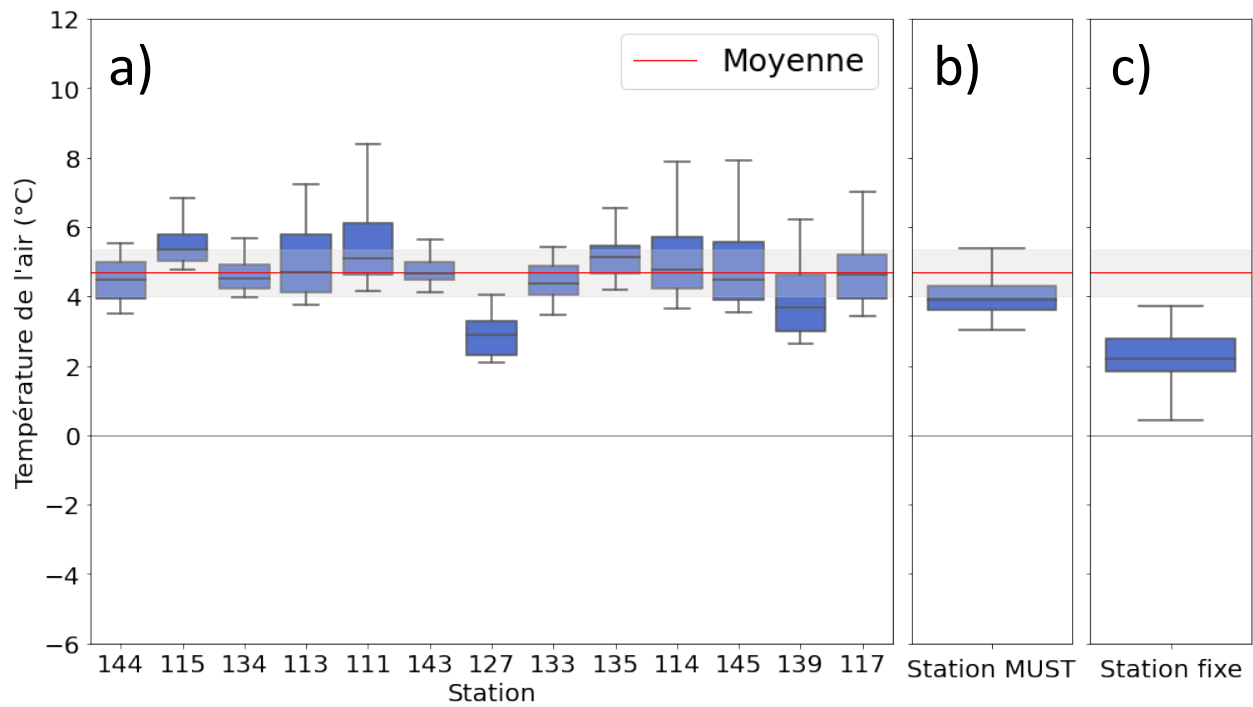 a)
Moyenne
b)
c)
Température de l'air (°C)
12
10
8
6
4
2
0
−2
−4
−6
144 115 134 113 111 143 127 133 135 114 145 139 117
Station
Station MUST
Station fixe